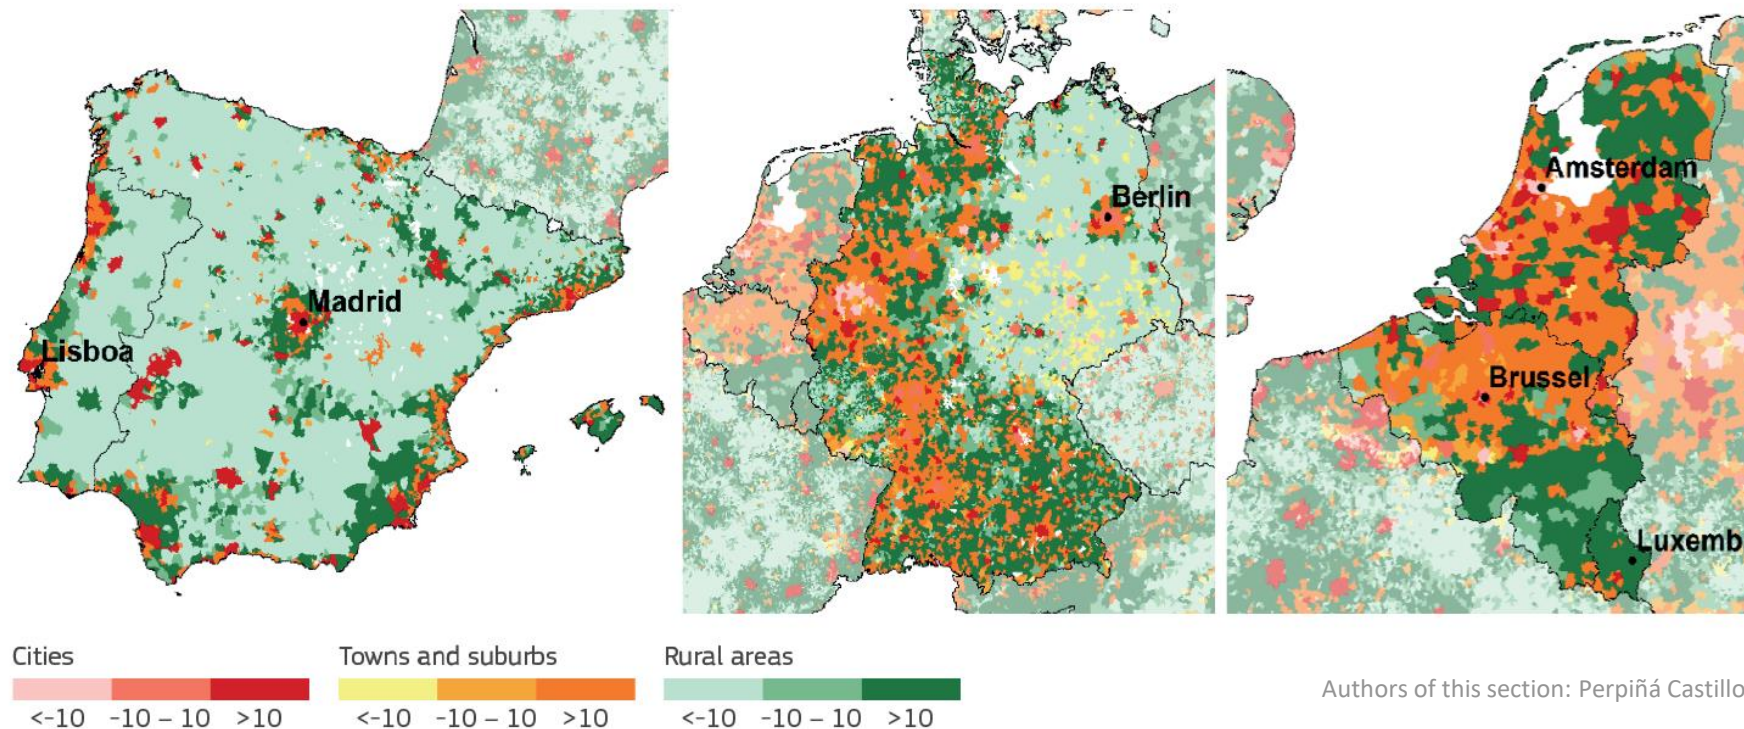 Berlin
Amsterdam
Madrid
Lisboa
Brussel
Luxemb
Cities
Towns and suburbs
Rural areas
<-10 -10 – 10 >10
<-10 -10 – 10 >10
<-10 -10 – 10 >10
Authors of this section: Perpiñá Castillo